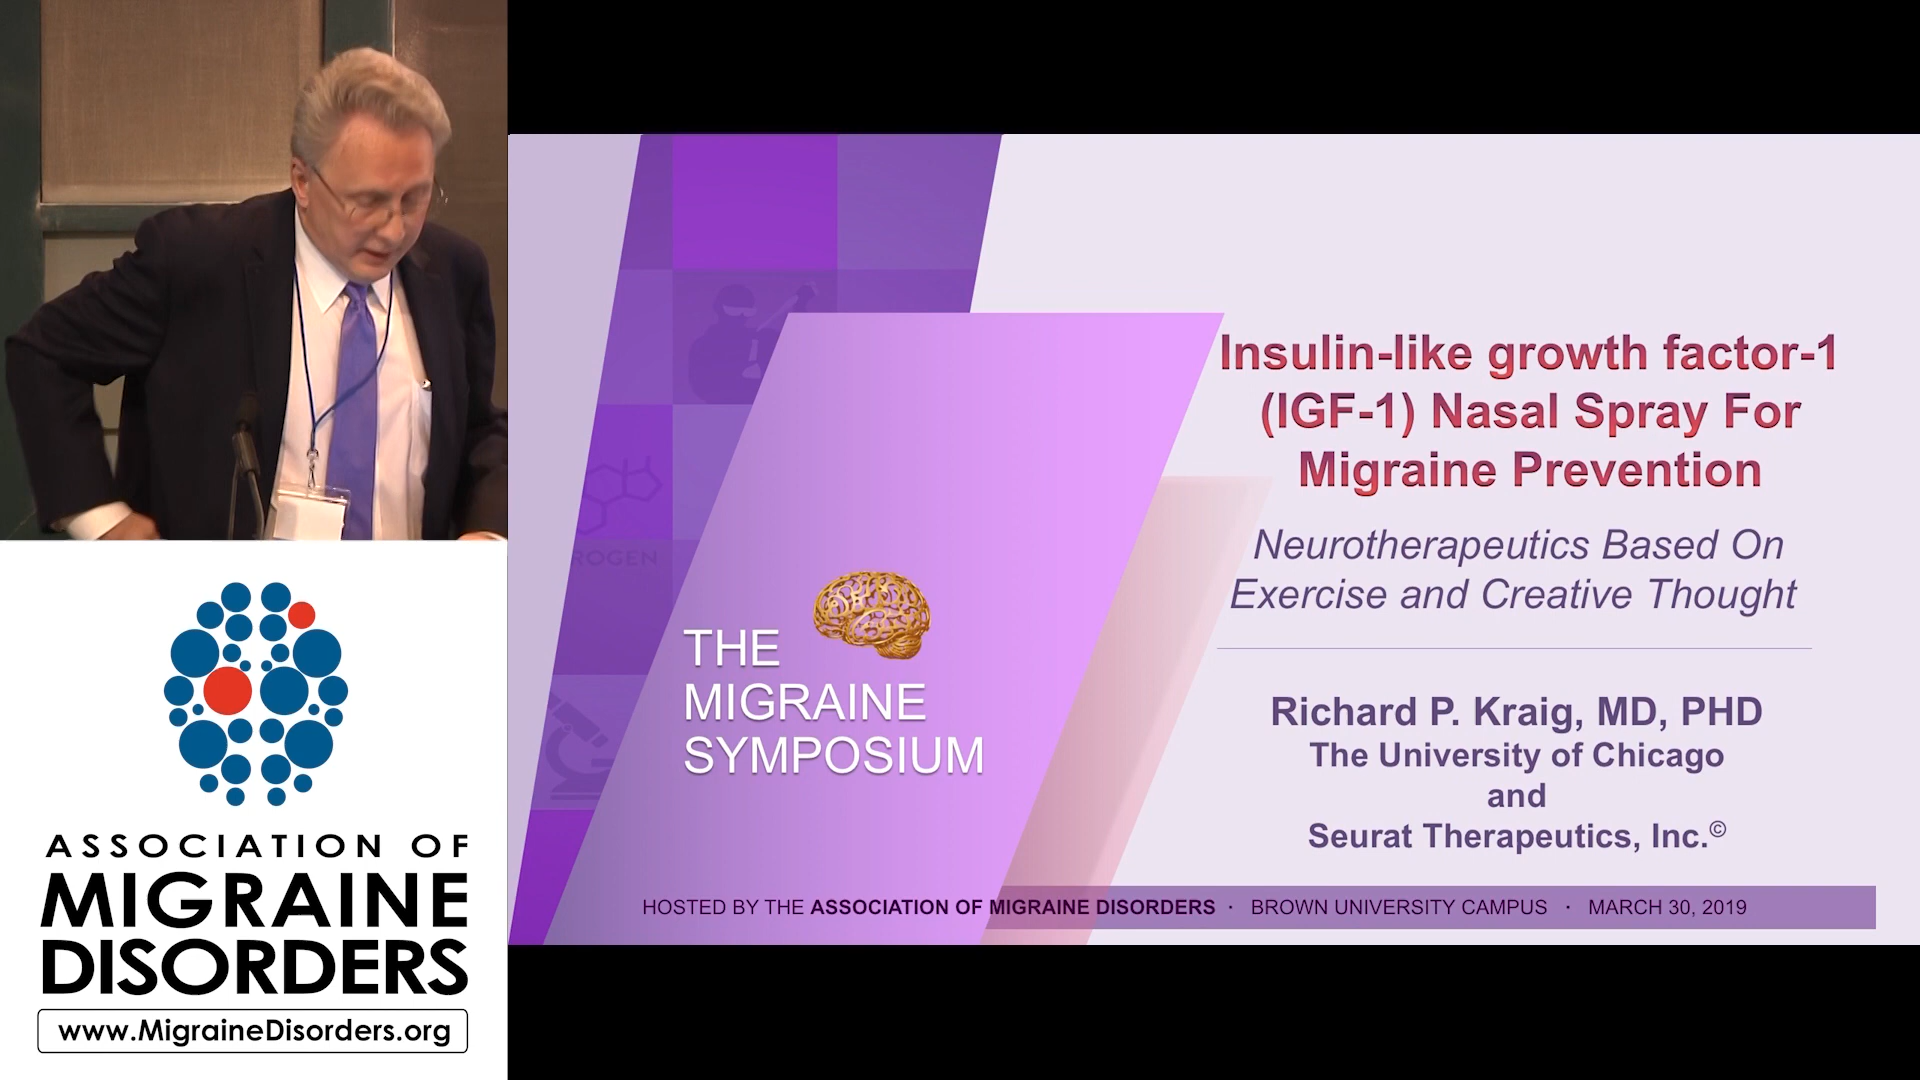 ASSOCIATION OF
MIGRAINE
DISORDERS
www.MigraineDisorders.org
ROGEN
THE
MIGRAINE
SYMPOSIUM
Insulin-like growth factor-1
(IGF-1) Nasal Spray For
Migraine Prevention
Neurotherapeutics Based On
Exercise and Creative Thought
Richard P. Kraig, MD, PHD
The University of Chicago
and
Seurat Therapeutics, Inc.©
HOSTED BY THE ASSOCIATION OF MIGRAINE DISORDERS · BROWN UNIVERSITY CAMPUS · MARCH 30, 2019